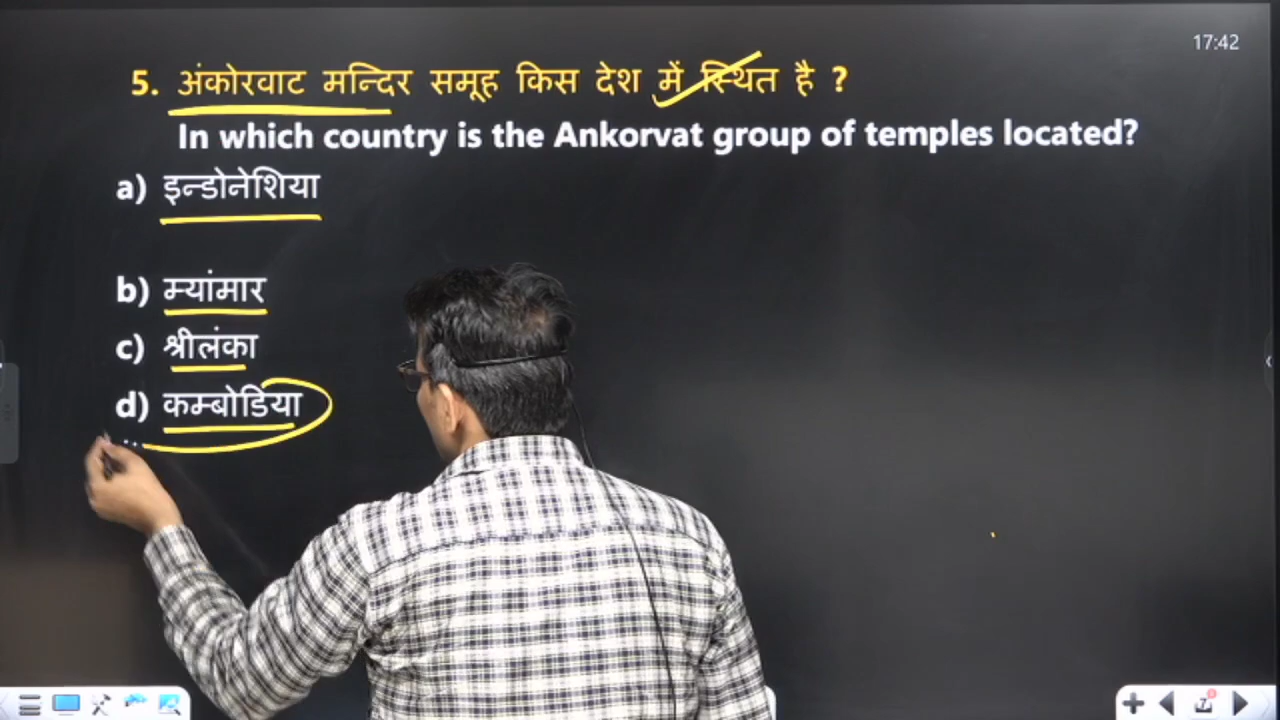 17:42
5. अंकोरवाट मन्दिर समूह किस देश में स्थित है ?
In which country is the Ankorvat group of temples located?
a) इन्डोनेशिया
b) म्यांमार
c) श्रीलंका
d) कम्बोडिया